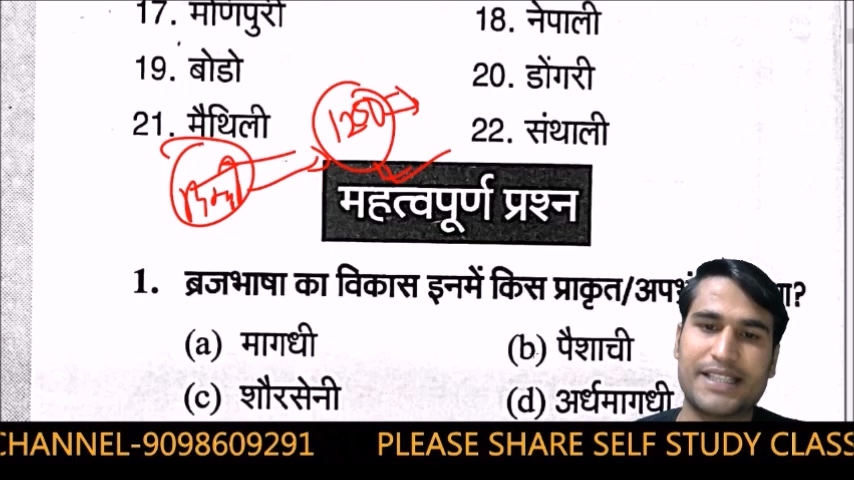 17. मणिपुरी
18. नेपाली
19. बोडो
20. डोंगरी
21. मैथिली
22. संथाली
1250
हिन्दी
महत्वपूर्ण प्रश्न
1. ब्रजभाषा का विकास इनमें किस प्राकृत/
(a) मागधी
(b) पैशाची
(c) शौरसेनी
(d) अर्धमागधी
CHANNEL-9098609291 PLEASE SHARE SELF STUDY CLASS